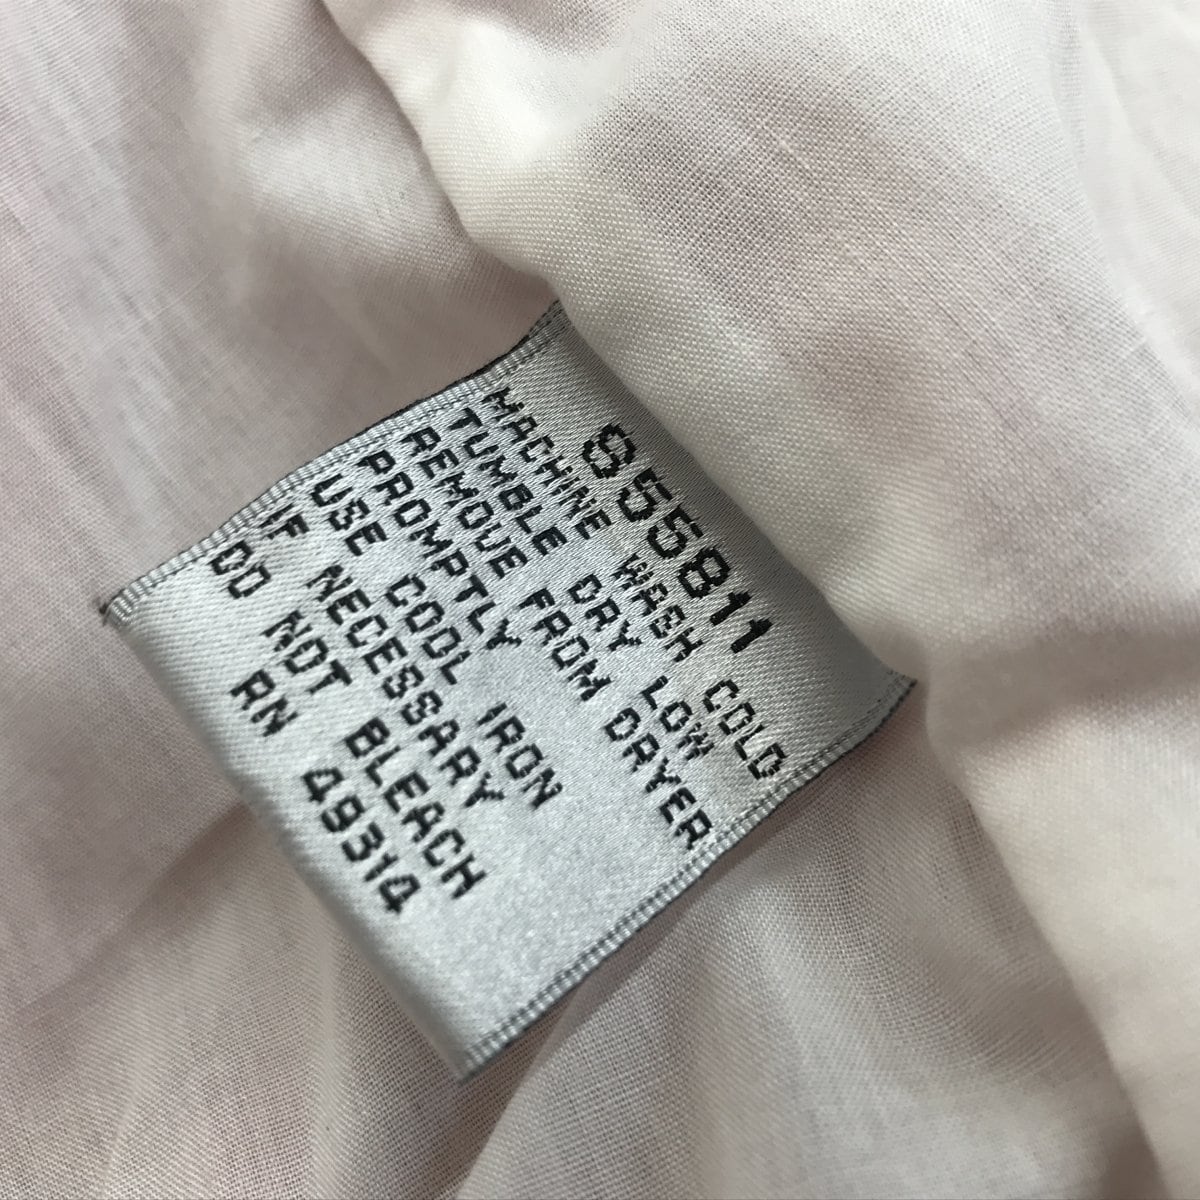 855811
MACHINE WASH COLD
TUMBLE DRY LOW
REMOVE FROM DRYER
PROMPTLY
USE COOL IRON
IF NECESSARY
DO NOT BLEACH
RN 49314